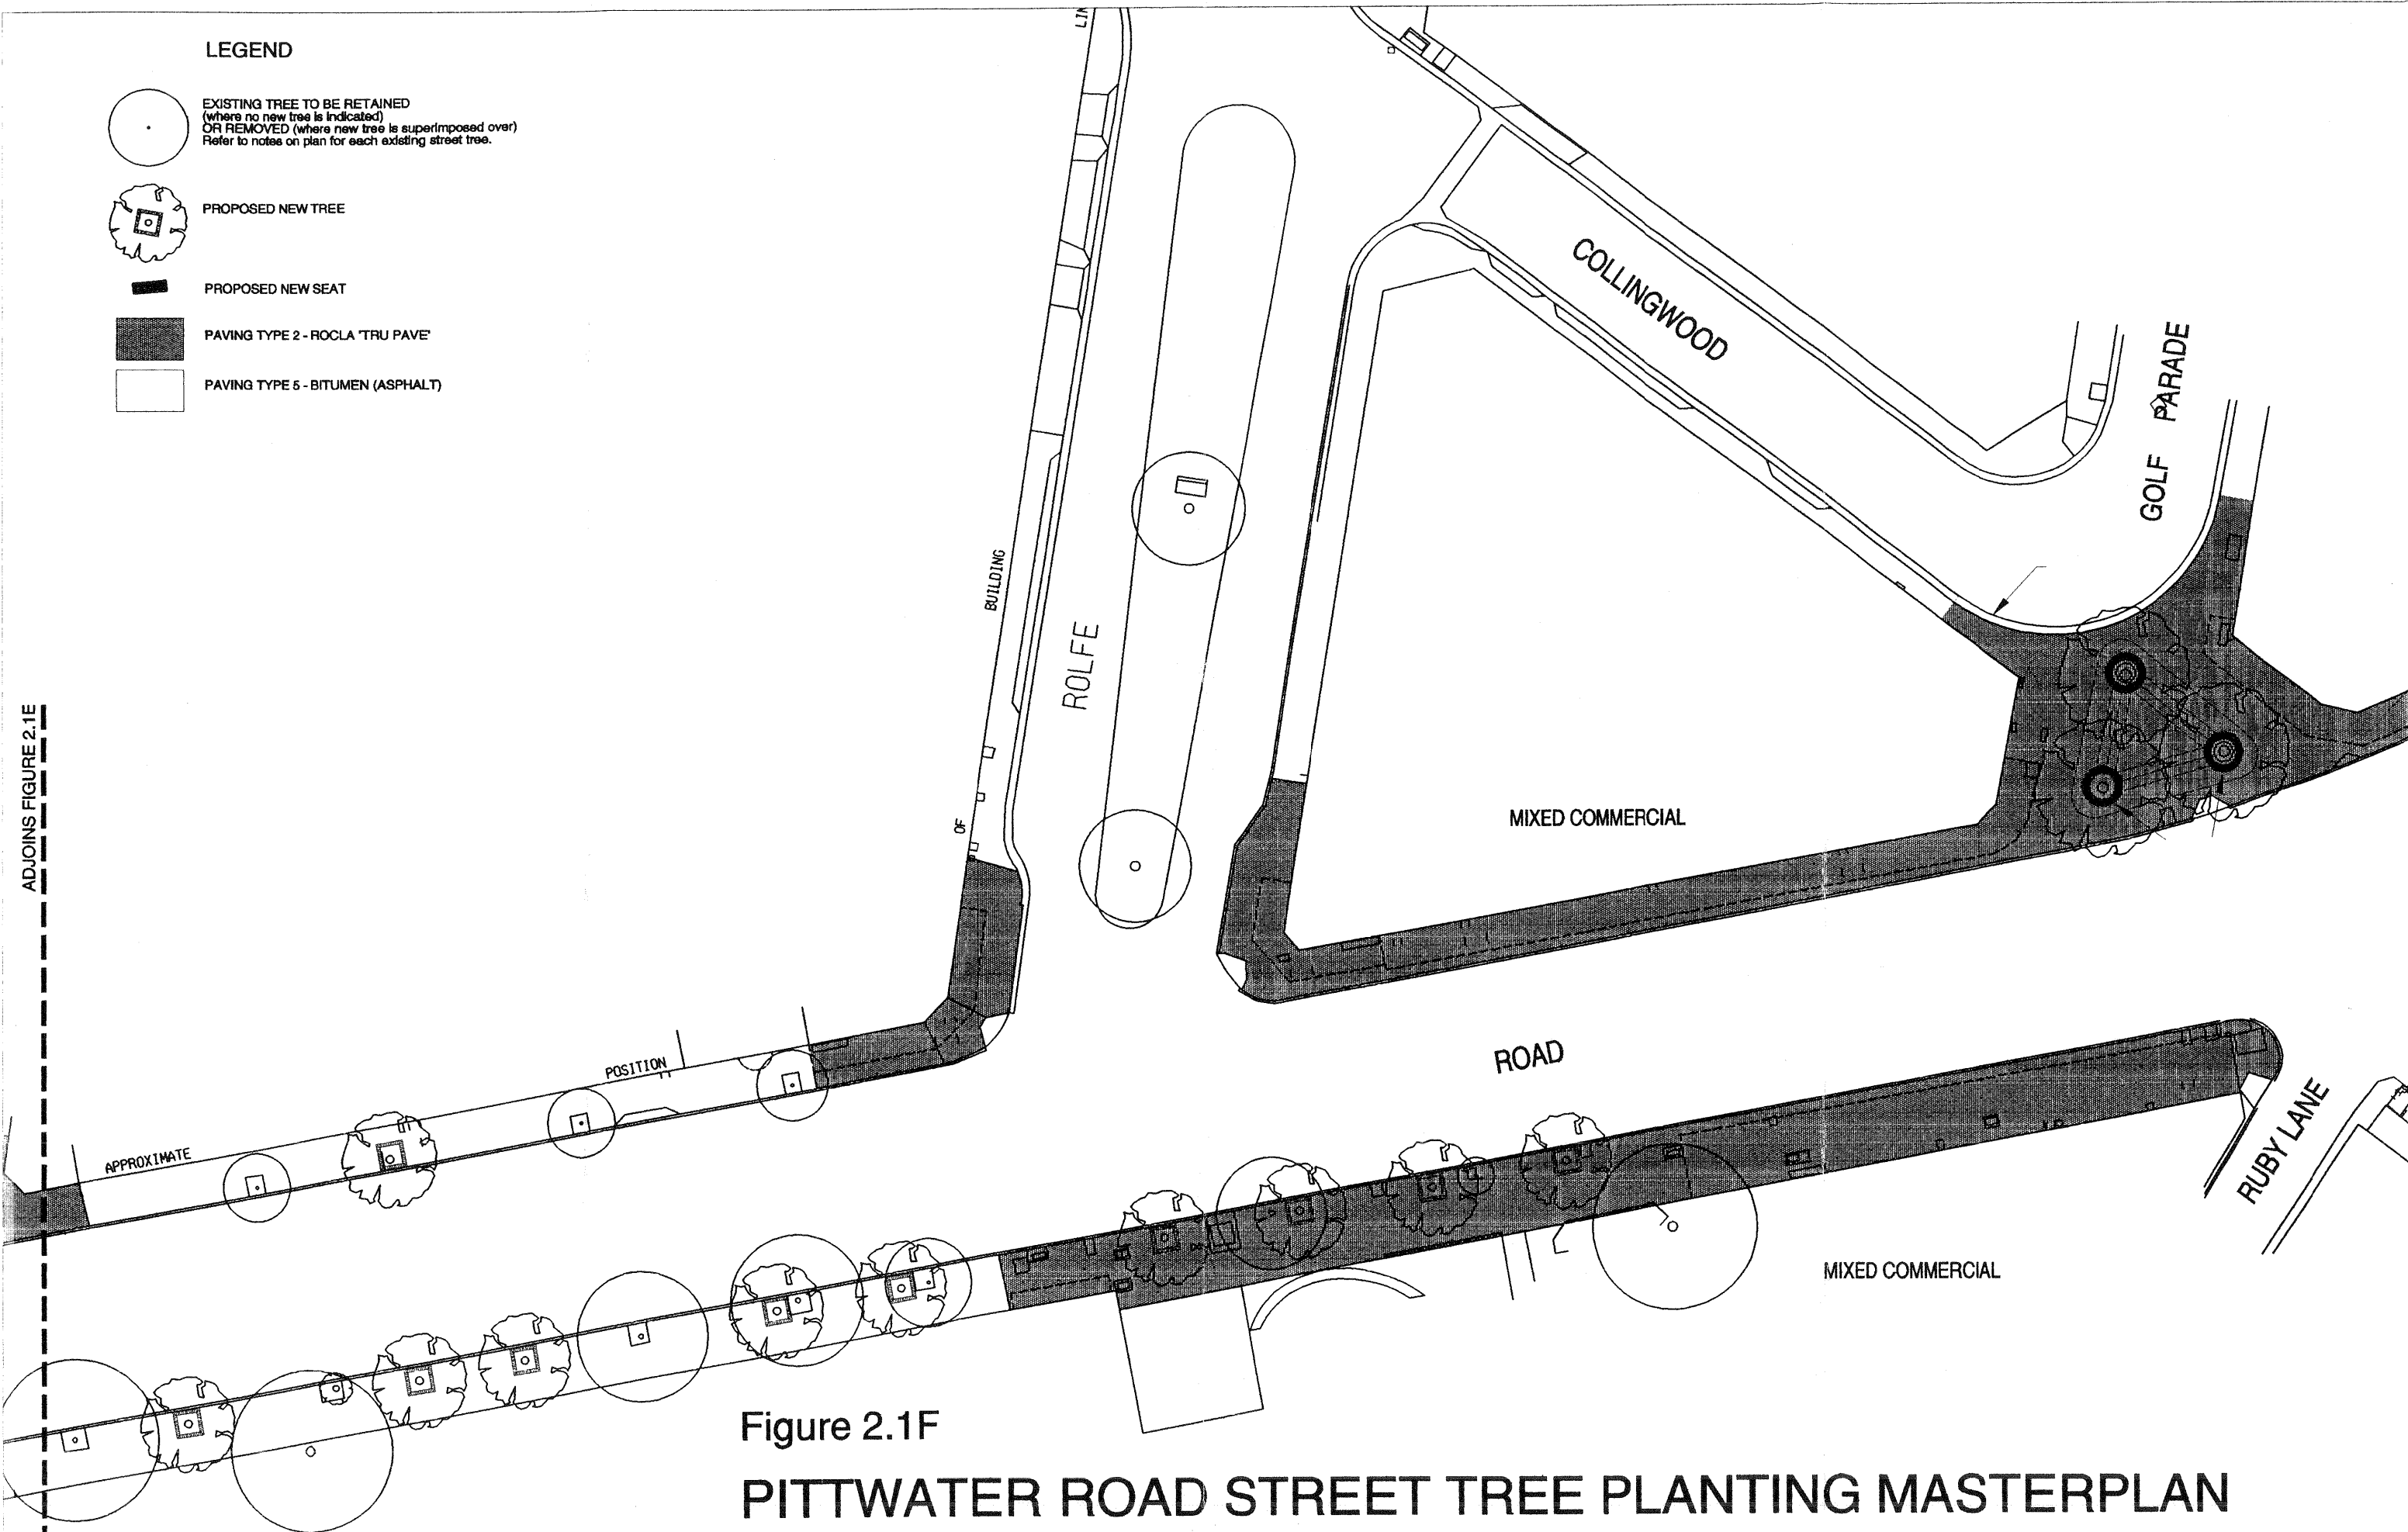 LEGEND
EXISTING TREE TO BE RETAINED
(where no new tree is indicated)
OR REMOVED (where new tree is superimposed over)
Refer to notes on plan for each existing street tree.
PROPOSED NEW TREE
PROPOSED NEW SEAT
PAVING TYPE 2 - ROCLA 'TRU PAVE'
PAVING TYPE 5 - BITUMEN (ASPHALT)
LIN
COLLINGWOOD
GOLF PARADE
BUILDING
ROLFE
OF
MIXED COMMERCIAL
ADJOINS FIGURE 2.1E
POSITION
APPROXIMATE
ROAD
RUBY LANE
MIXED COMMERCIAL
Figure 2.1F
PITTWATER ROAD STREET TREE PLANTING MASTERPLAN